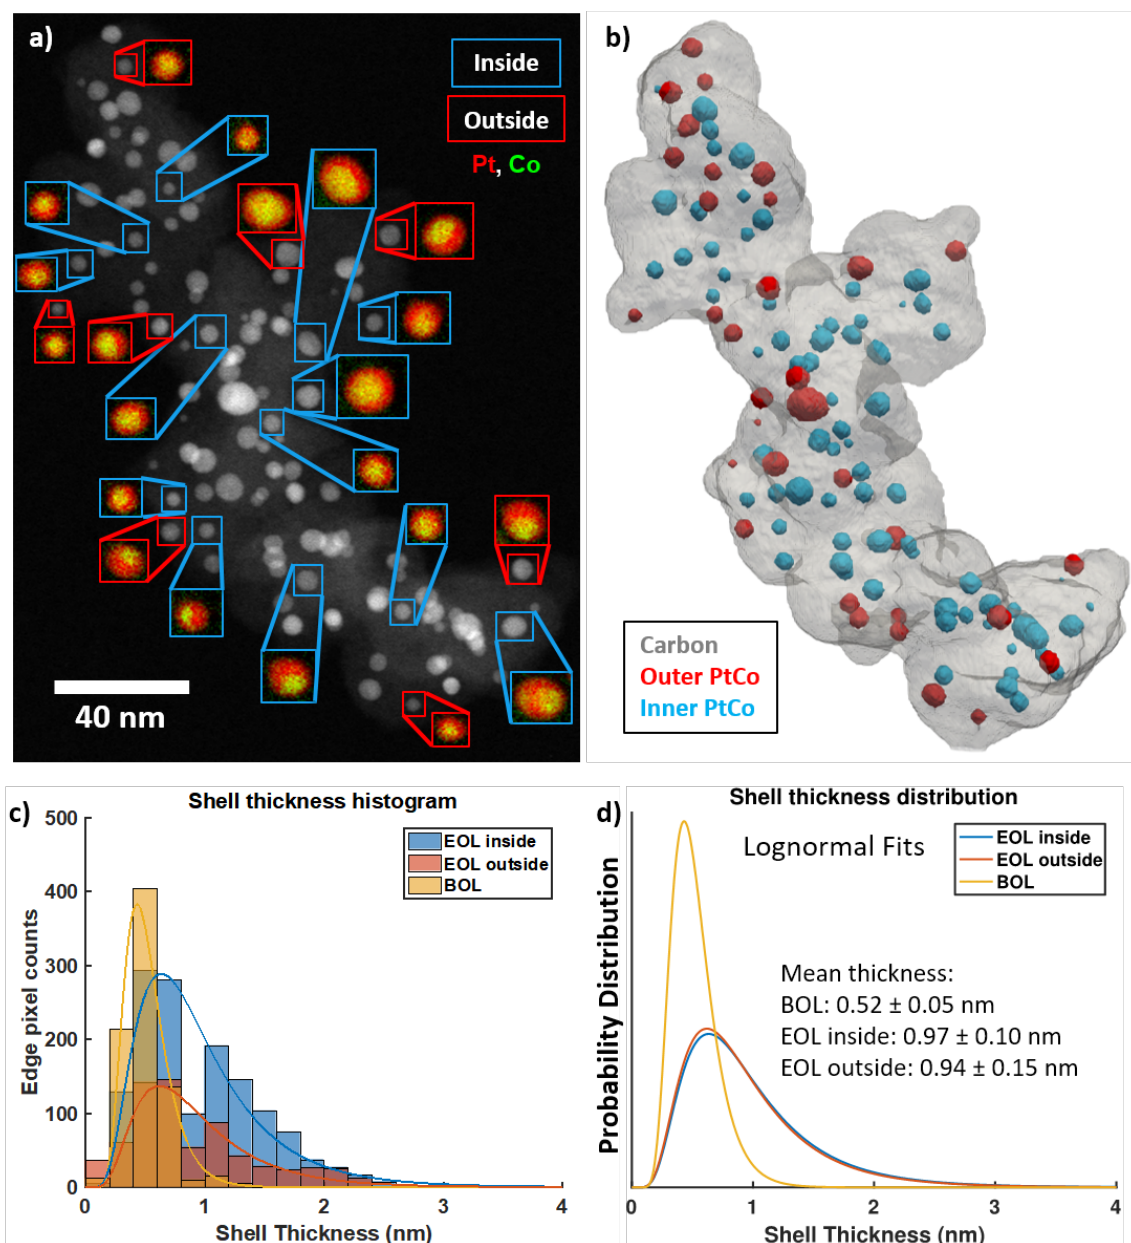 a)
Inside
Outside
Pt, Co
40 nm
b)
Carbon
Outer PtCo
Inner PtCo
c)
Shell thickness histogram
500
400
300
200
100
0
Edge pixel counts
EOL inside
EOL outside
BOL
0 1 2 3 4
Shell Thickness (nm)
d)
Shell thickness distribution
Probability Distribution
EOL inside
EOL outside
BOL
Lognormal Fits
Mean thickness:
BOL: 0.52 ± 0.05 nm
EOL inside: 0.97 ± 0.10 nm
EOL outside: 0.94 ± 0.15 nm
0 1 2 3 4
Shell Thickness (nm)